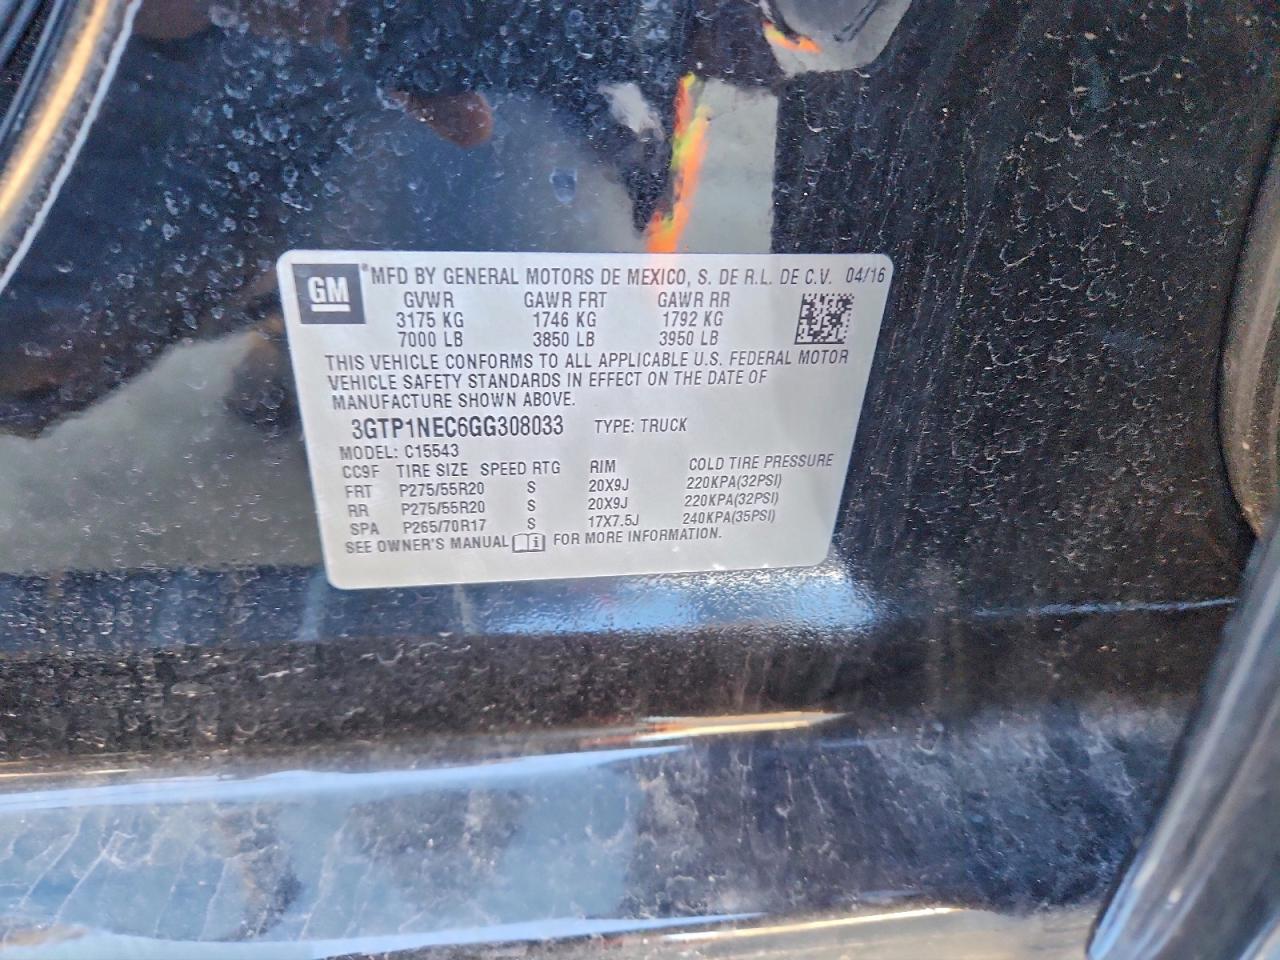 GM® MFD BY GENERAL MOTORS DE MEXICO, S. DE R.L. DE C.V. 04/16
GVWR GAWR FRT GAWR RR
3175 KG 1746 KG 1792 KG
7000 LB 3850 LB 3950 LB
THIS VEHICLE CONFORMS TO ALL APPLICABLE U.S. FEDERAL MOTOR
VEHICLE SAFETY STANDARDS IN EFFECT ON THE DATE OF
MANUFACTURE SHOWN ABOVE.
3GTP1NEC6GG308033 TYPE: TRUCK
MODEL: C15543
CC9F TIRE SIZE SPEED RTG RIM COLD TIRE PRESSURE
FRT P275/55R20 S 20X9J 220KPA(32PSI)
RR P275/55R20 S 20X9J 220KPA(32PSI)
SPA P265/70R17 S 17X7.5J 240KPA(35PSI)
SEE OWNER'S MANUAL i FOR MORE INFORMATION.